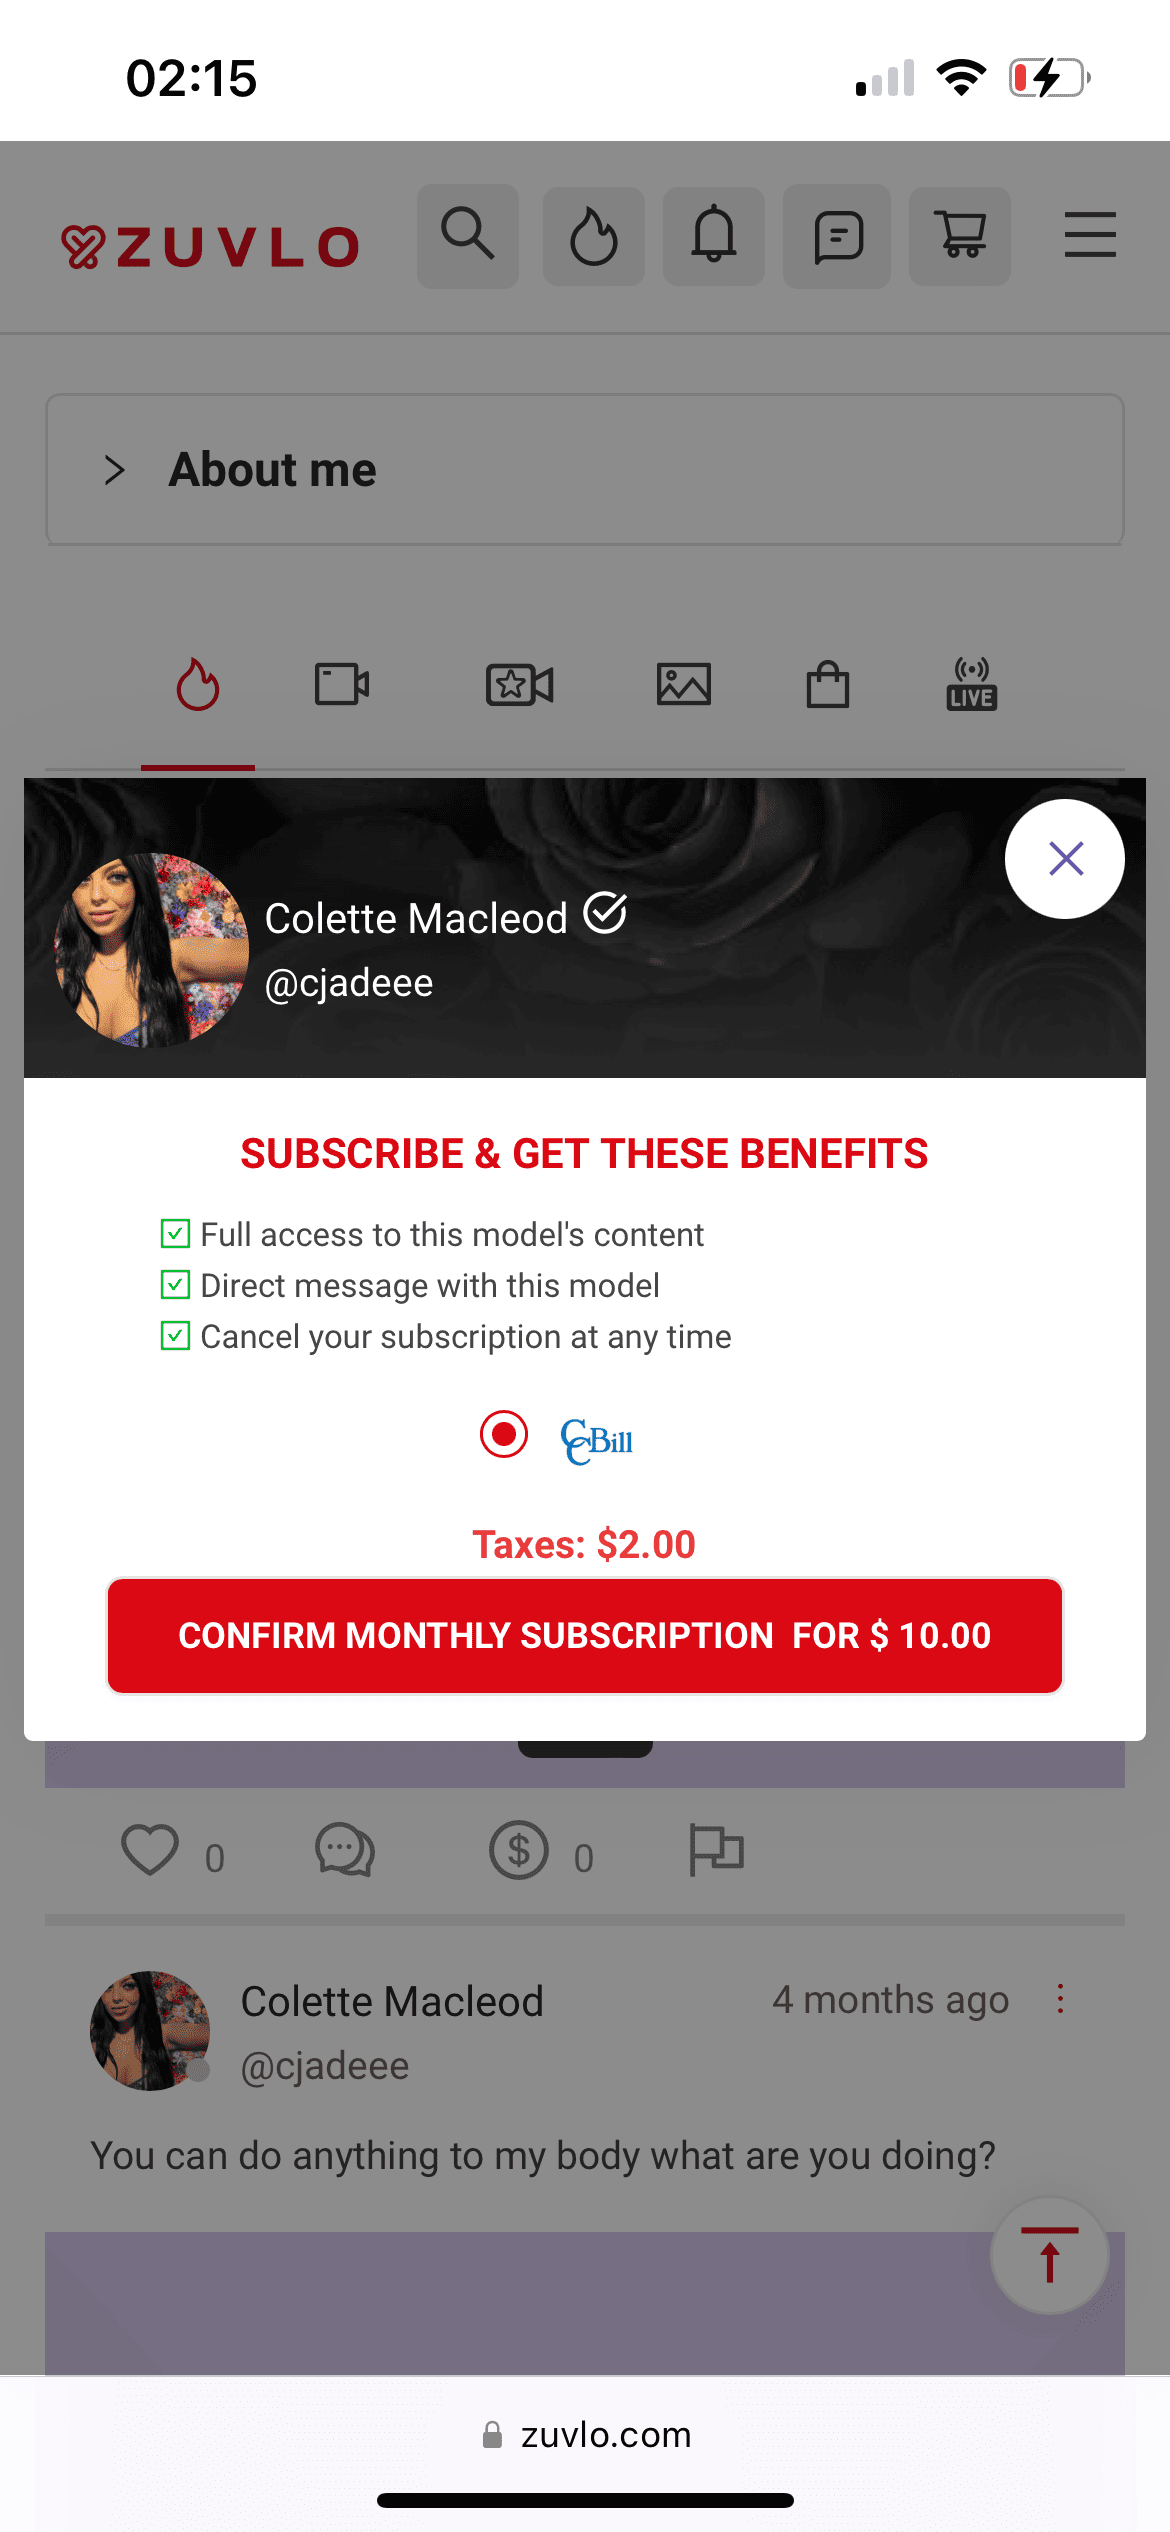 02:15
ZUVLO
About me
LIVE
Colette Macleod
@cjadeee
SUBSCRIBE & GET THESE BENEFITS
Full access to this model's content
Direct message with this model
Cancel your subscription at any time
CCBill
Taxes: $2.00
CONFIRM MONTHLY SUBSCRIPTION FOR $ 10.00
0
$
0
Colette Macleod
4 months ago
@cjadeee
You can do anything to my body what are you doing?
zuvlo.com